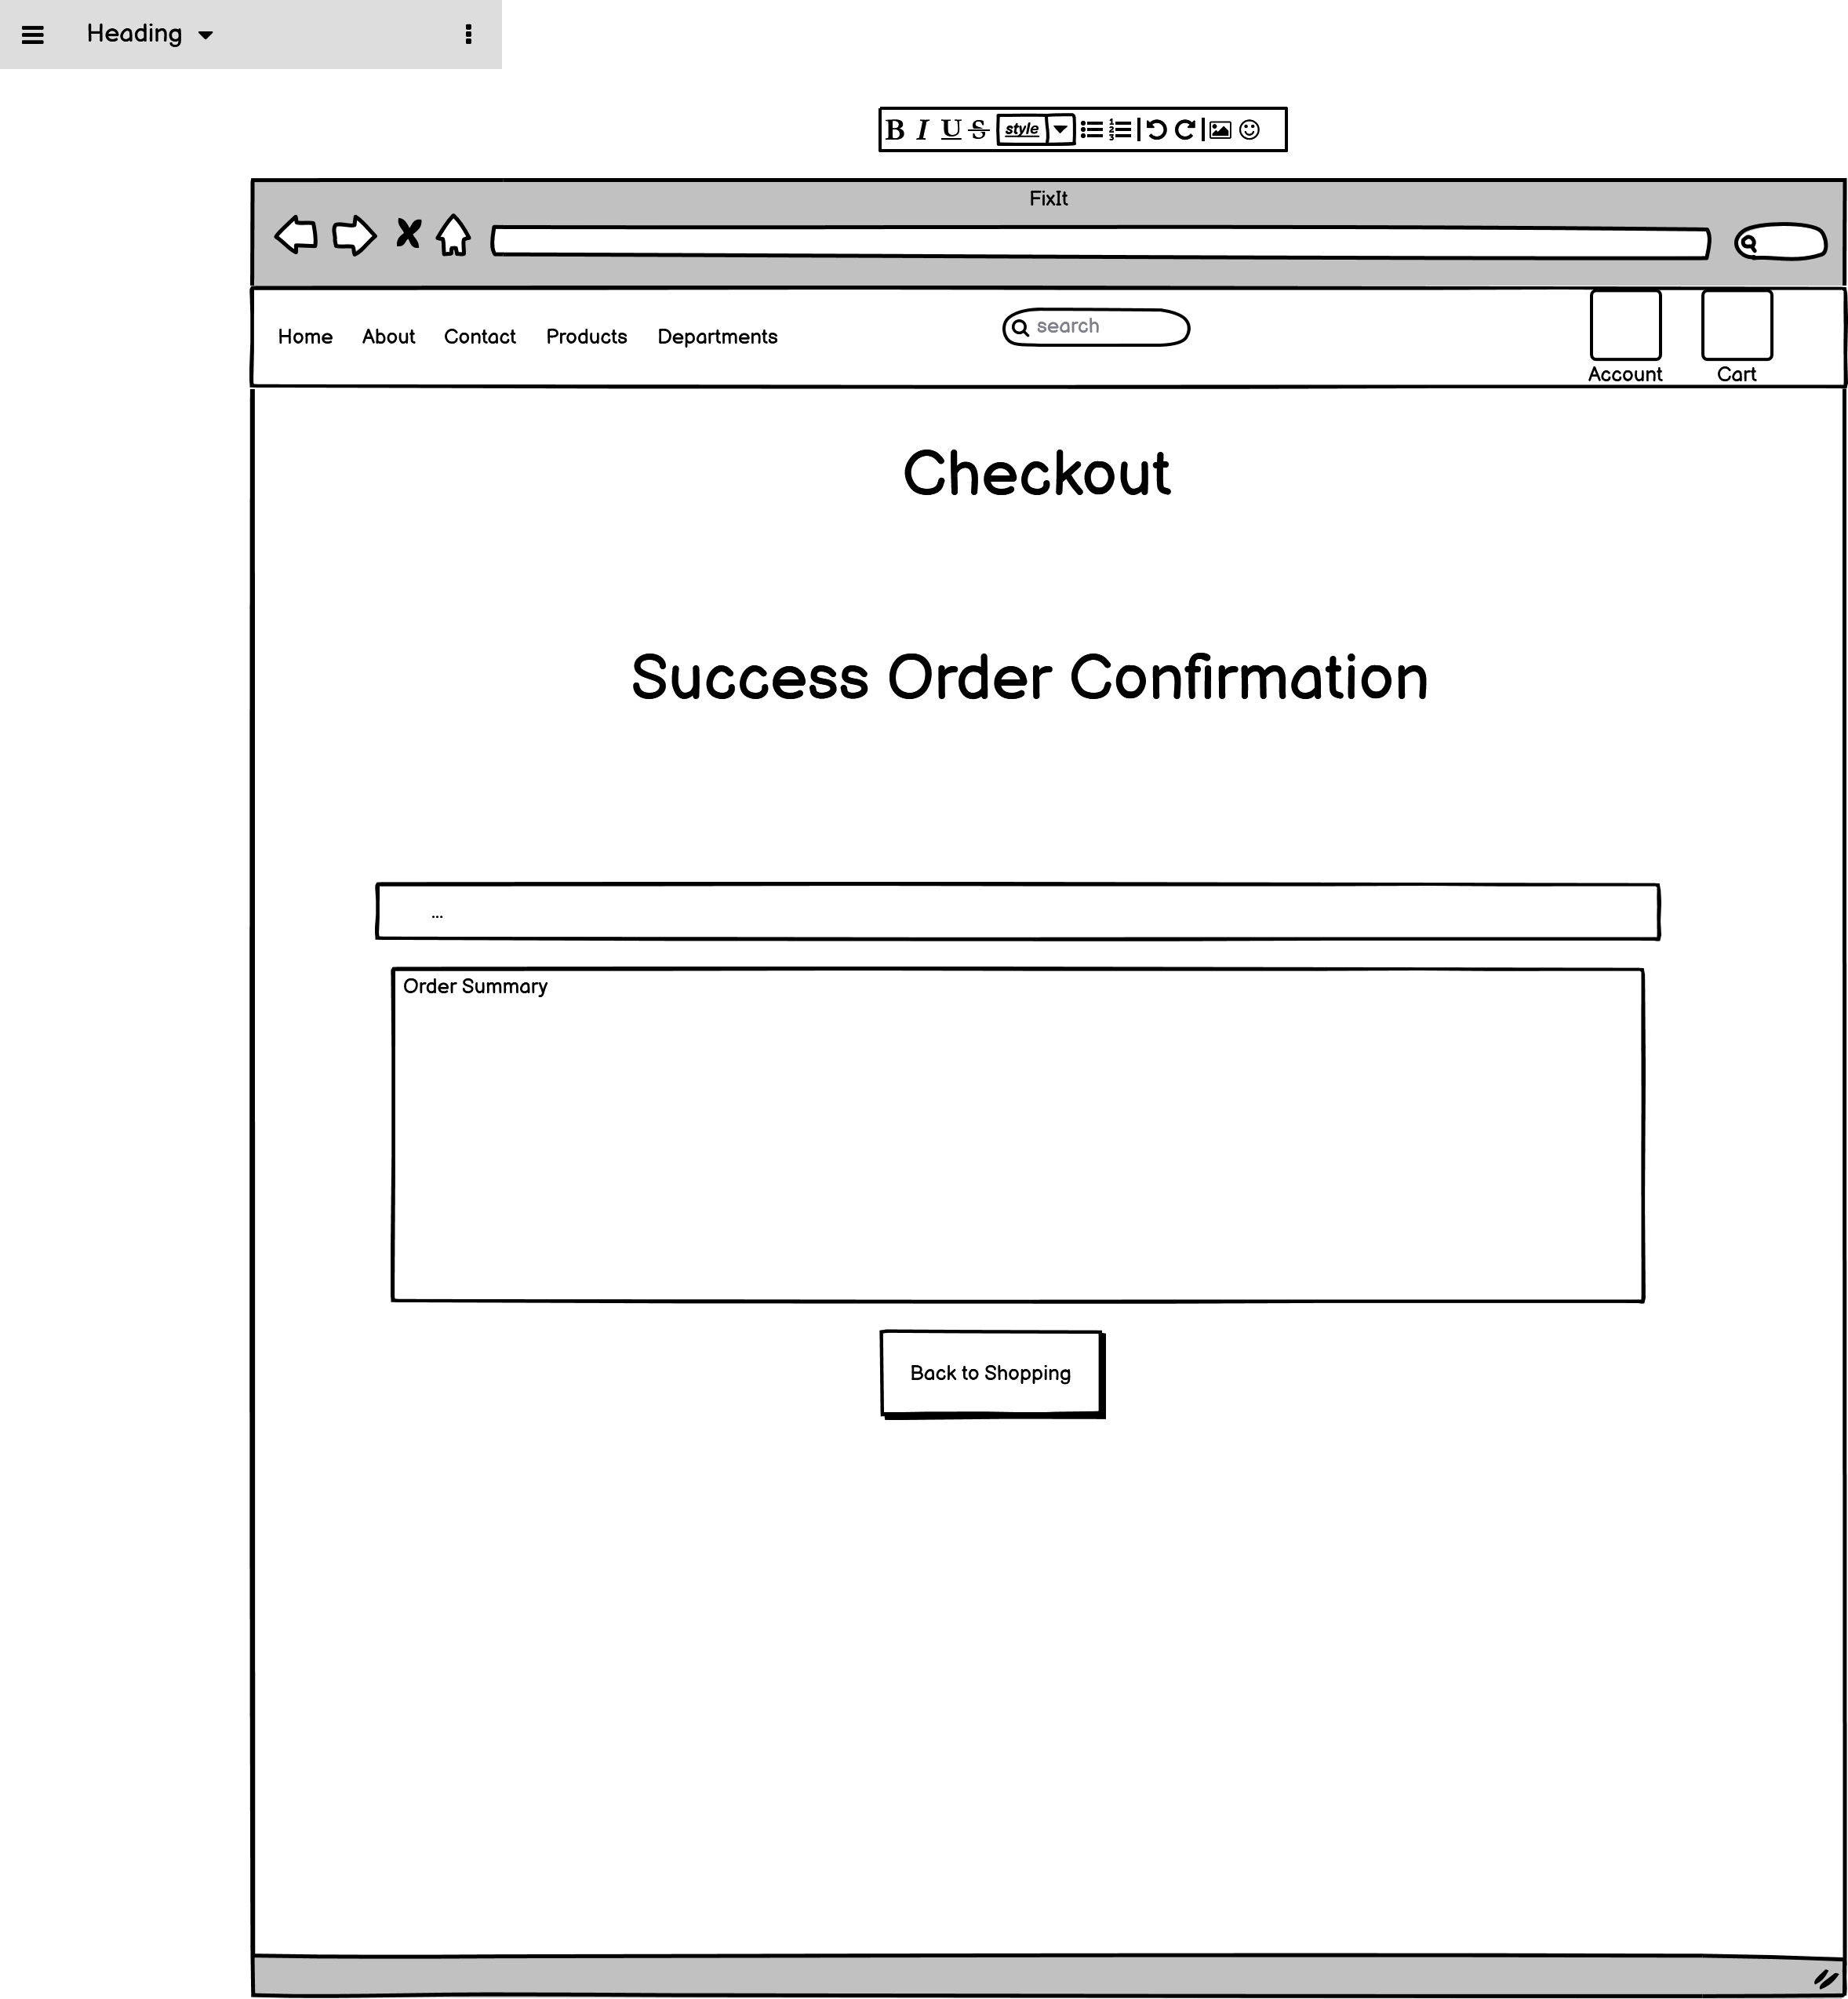 Heading
B I U S style
FixIt
Home About Contact Products Departments
search
Account Cart
Checkout
Success Order Confirmation
...
Order Summary
Back to Shopping